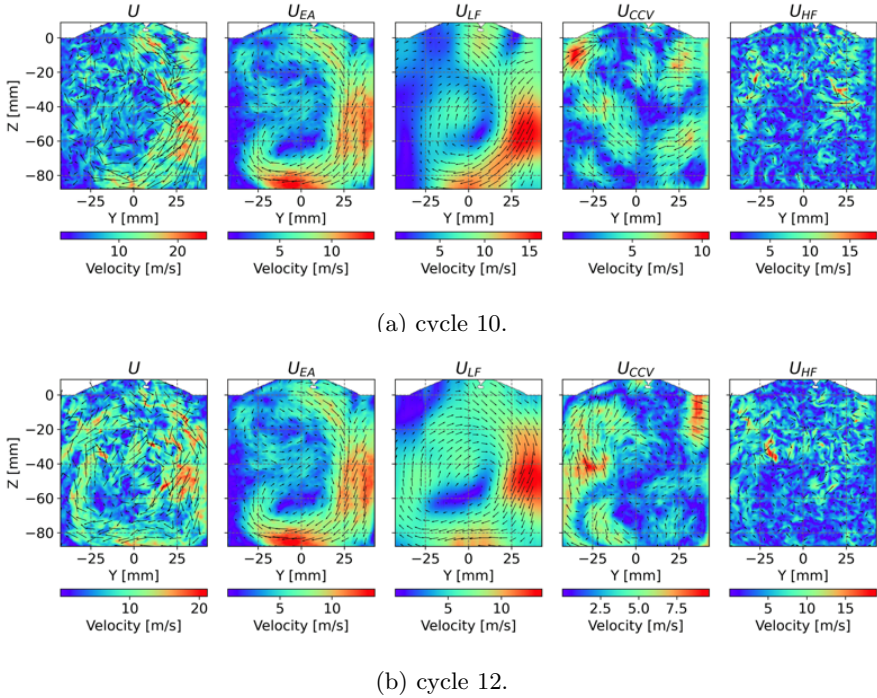 U U_EA U_LF U_CCV U_HF
0
−20
−40
−60
−80
Z [mm]
−25 0 25 −25 0 25 −25 0 25 −25 0 25 −25 0 25
Y [mm] Y [mm] Y [mm] Y [mm] Y [mm]
10 20 5 10 5 10 15 5 10 5 10 15
Velocity [m/s] Velocity [m/s] Velocity [m/s] Velocity [m/s] Velocity [m/s]
(a) cycle 10.
U U_EA U_LF U_CCV U_HF
0
−20
−40
−60
−80
Z [mm]
−25 0 25 −25 0 25 −25 0 25 −25 0 25 −25 0 25
Y [mm] Y [mm] Y [mm] Y [mm] Y [mm]
10 20 5 10 5 10 2.5 5.0 7.5 5 10 15
Velocity [m/s] Velocity [m/s] Velocity [m/s] Velocity [m/s] Velocity [m/s]
(b) cycle 12.